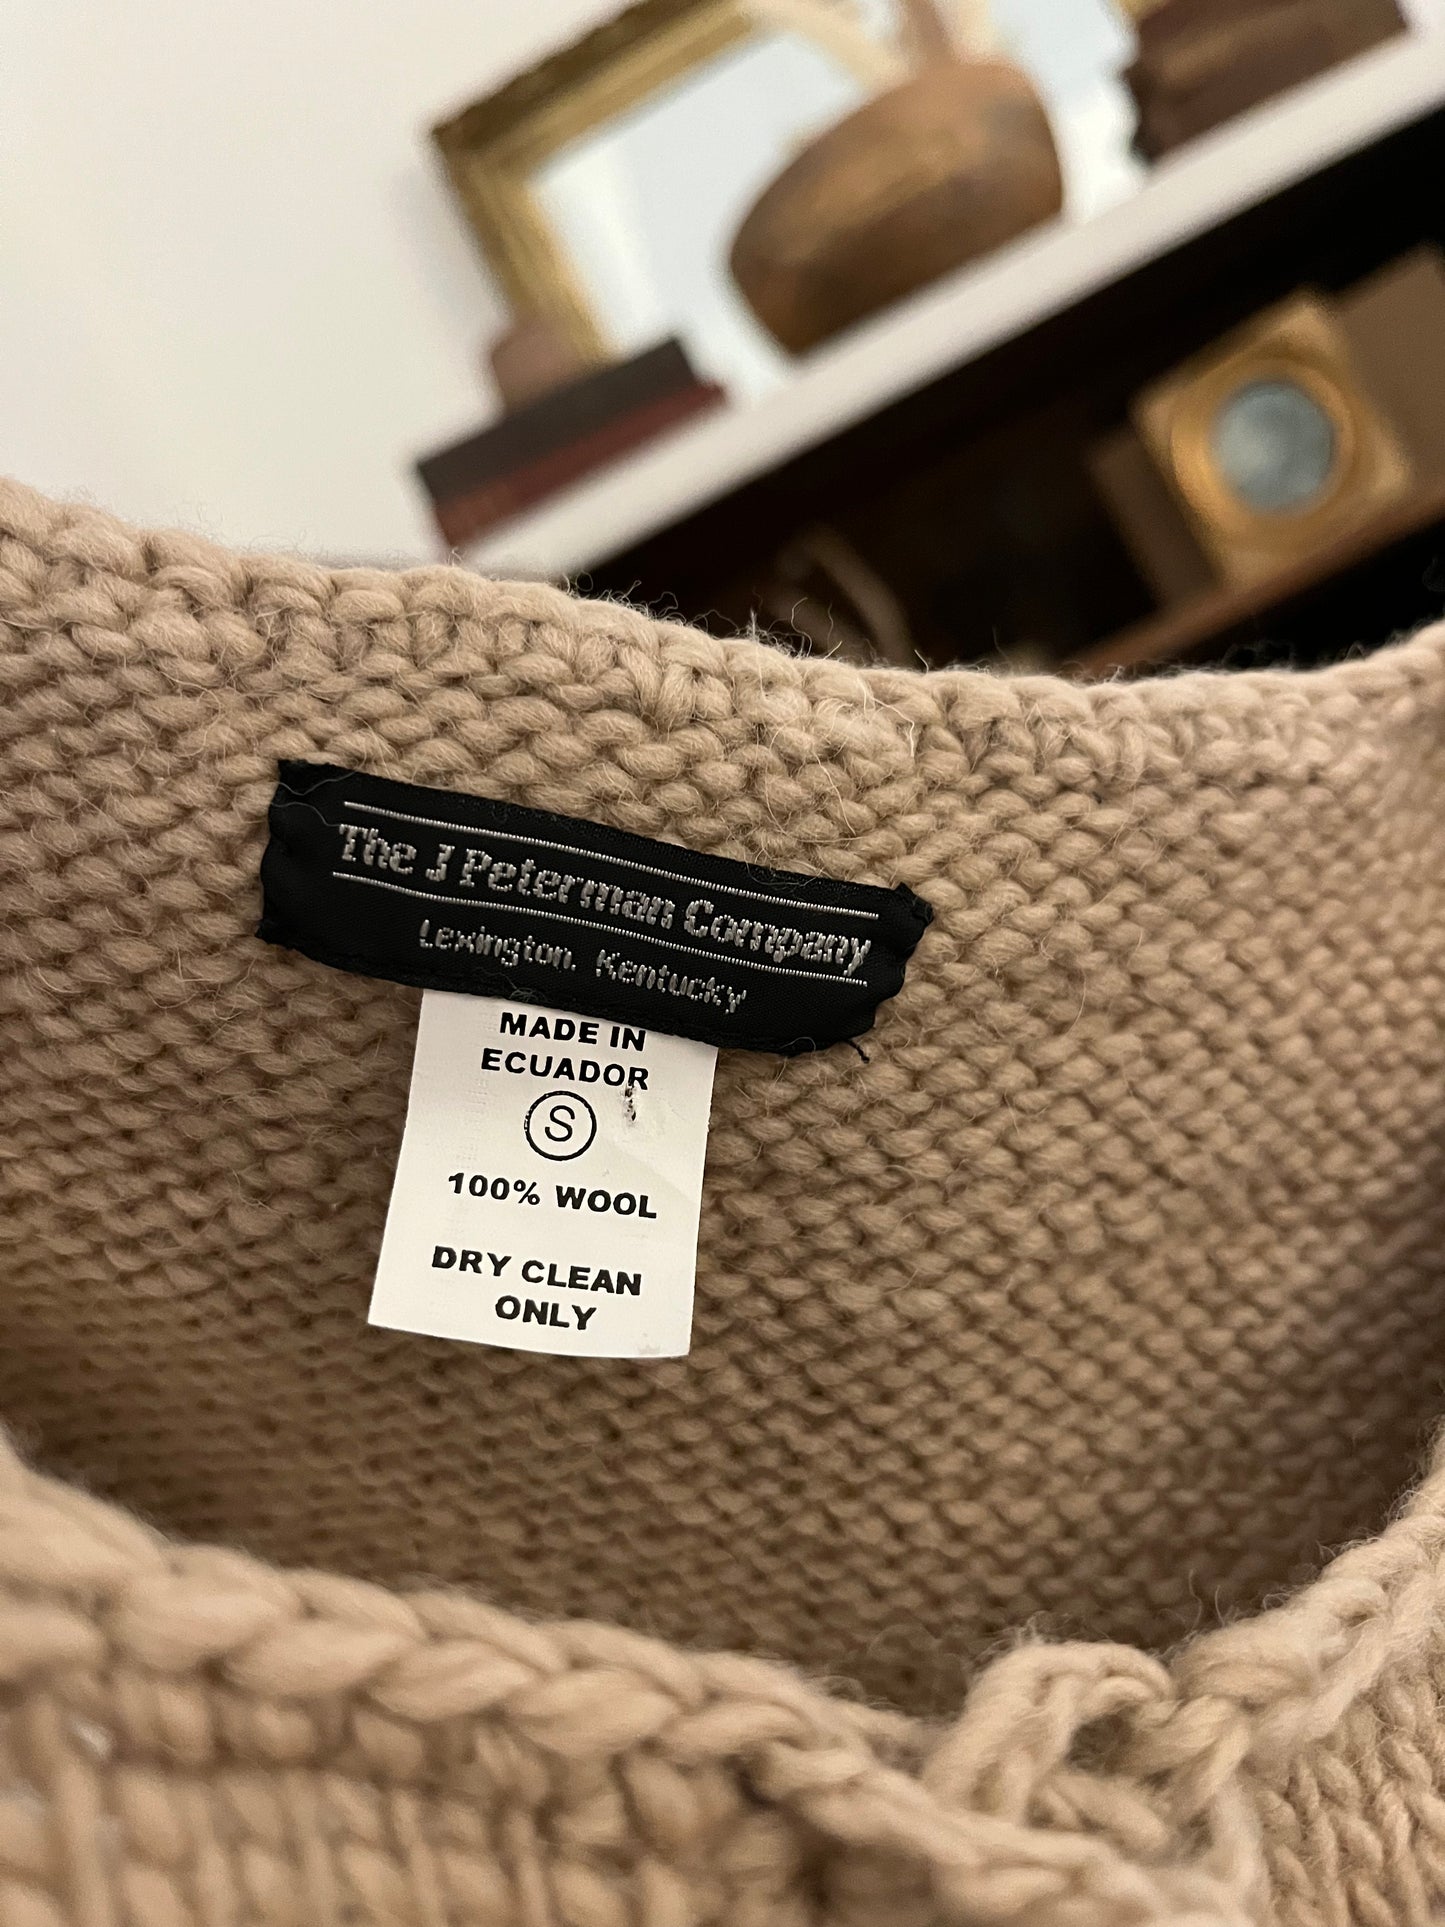 The J Peterman Company
Lexington, Kentucky
MADE IN
ECUADOR
S
100% WOOL
DRY CLEAN
ONLY